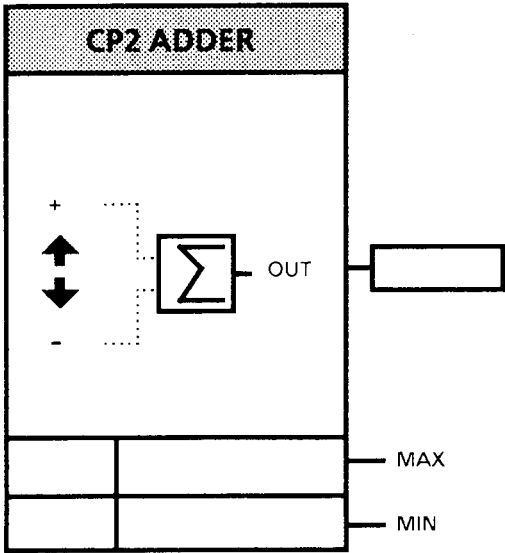 CP2 ADDER
+
Σ
OUT
-
MAX
MIN